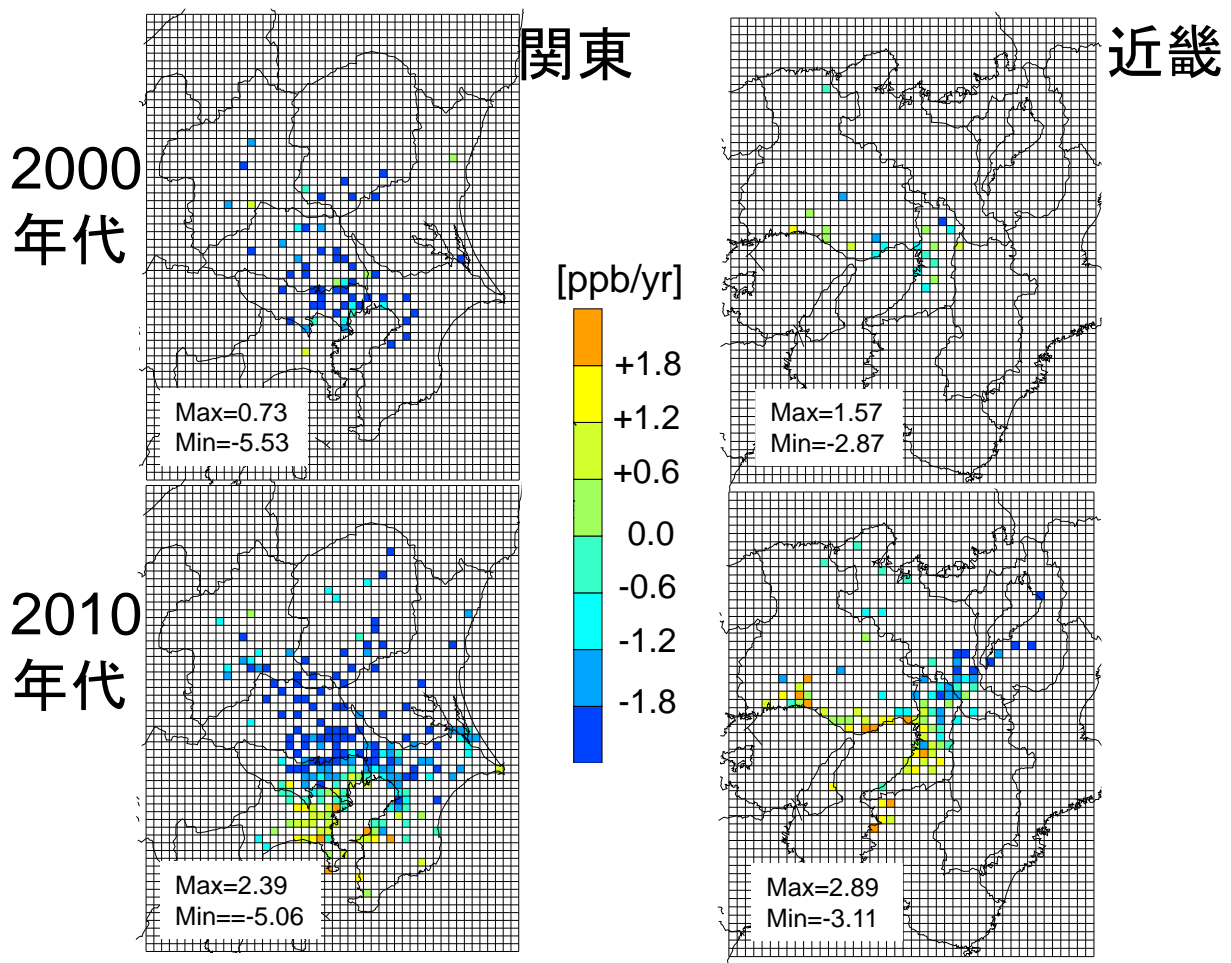 関東
近畿
2000
年代
[ppb/yr]
+1.8
+1.2
+0.6
0.0
-0.6
-1.2
-1.8
Max=0.73
Min=-5.53
Max=1.57
Min=-2.87
2010
年代
Max=2.39
Min==-5.06
Max=2.89
Min=-3.11